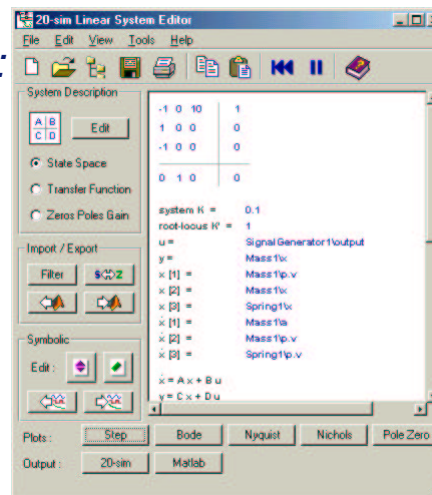 20-sim Linear System Editor
File Edit View Tools Help
System Description
A B
C D
Edit
State Space
Transfer Function
Zeros Poles Gain
Import / Export
Filter
S Z
Symbolic
Edit :
-1 0 10 1
1 0 0 0
-1 0 0 0
0 1 0 0
system K = 0.1
root-locus K' = 1
u = SignalGenerator1\output
y = Mass1\x
x [1] = Mass1\p.v
x [2] = Mass1\x
x [3] = Spring1\x
ẋ [1] = Mass1\a
ẋ [2] = Mass1\p.v
ẋ [3] = Spring1\p.v
ẋ = A x + B u
y = C x + D u
Plots : Step Bode Nyquist Nichols Pole Zero
Output : 20-sim Matlab